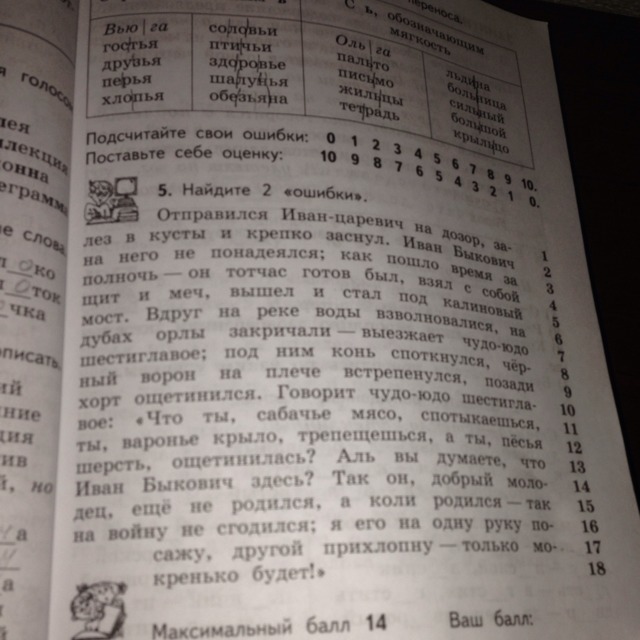 переноса.
С ь, обозначающим
мягкость
Вью | га
гостья
друзья
перья
хлопья
соловьи
птичьи
здоровье
шалунья
обезьяна
Оль | га
пальто
письмо
жильцы
тетрадь
льдина
больница
сильный
большой
крыльцо
Подсчитайте свои ошибки: 0 1 2 3 4 5 6 7 8 9 10.
Поставьте себе оценку: 10 9 8 7 6 5 4 3 2 1 0.
5. Найдите 2 «ошибки».
Отправился Иван-царевич на дозор, за- 1
лез в кусты и крепко заснул. Иван Быкович 2
на него не понадеялся; как пошло время за 3
полночь — он тотчас готов был, взял с собой 4
щит и меч, вышел и стал под калиновый 5
мост. Вдруг на реке воды взволновалися, на 6
дубах орлы закричали — выезжает чудо-юдо 7
шестиглавое; под ним конь споткнулся, чёр- 8
ный ворон на плече встрепенулся, позади 9
хорт ощетинился. Говорит чудо-юдо шестигла- 10
вое: «Что ты, сабачье мясо, спотыкаешься, 11
ты, варонье крыло, трепещешься, а ты, пёсья 12
шерсть, ощетинилась? Аль вы думаете, что 13
Иван Быкович здесь? Так он, добрый моло- 14
дец, ещё не родился, а коли родился — так 15
на войну не сгодился; я его на одну руку по- 16
сажу, другой прихлопну — только мо- 17
кренько будет!» 18
Максимальный балл 14 Ваш балл: